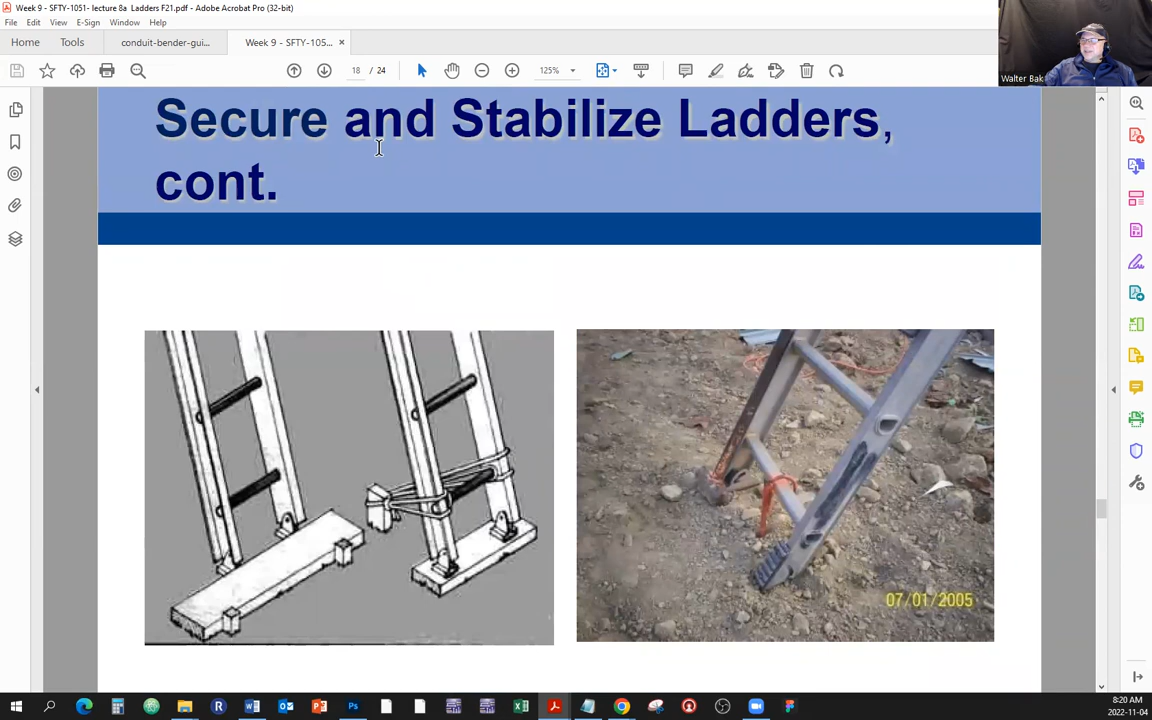 Week 9 - SFTY-1051- lecture 8a  Ladders F21.pdf - Adobe Acrobat Pro (32-bit)
File Edit View E-Sign Window Help
Home Tools conduit-bender-gui... Week 9 - SFTY-105... ×
18 / 24 125%
Walter Bak
Secure and Stabilize Ladders,
cont.
07/01/2005
8:20 AM
2022-11-04